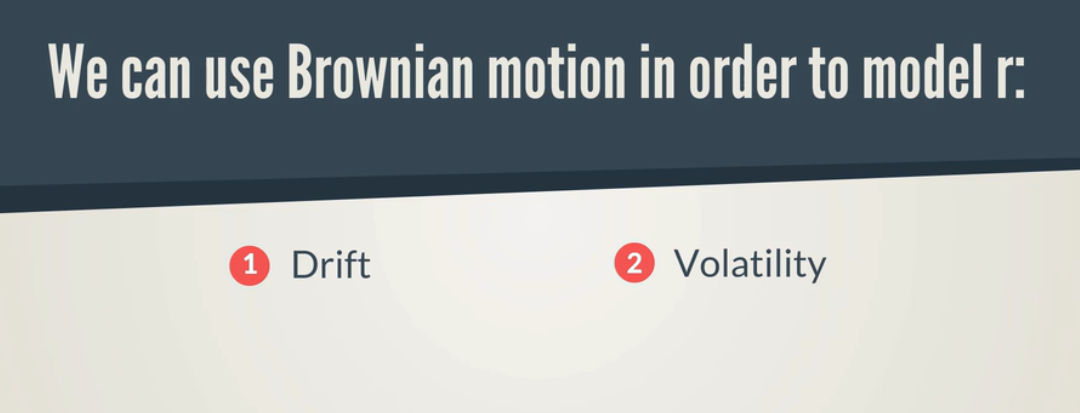 We can use Brownian motion in order to model r:
1 Drift
2 Volatility